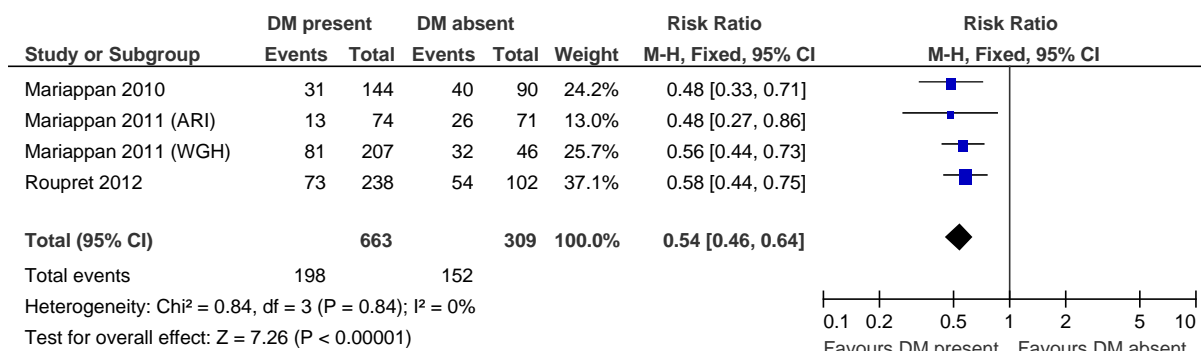 DM present DM absent Risk Ratio Risk Ratio
Study or Subgroup Events Total Events Total Weight M-H, Fixed, 95% CI M-H, Fixed, 95% CI
Mariappan 2010 31 144 40 90 24.2% 0.48 [0.33, 0.71]
Mariappan 2011 (ARI) 13 74 26 71 13.0% 0.48 [0.27, 0.86]
Mariappan 2011 (WGH) 81 207 32 46 25.7% 0.56 [0.44, 0.73]
Roupret 2012 73 238 54 102 37.1% 0.58 [0.44, 0.75]
Total (95% CI) 663 309 100.0% 0.54 [0.46, 0.64]
Total events 198 152
Heterogeneity: Chi² = 0.84, df = 3 (P = 0.84); I² = 0%
Test for overall effect: Z = 7.26 (P < 0.00001)
0.1 0.2 0.5 1 2 5 10
Favours DM present Favours DM absent